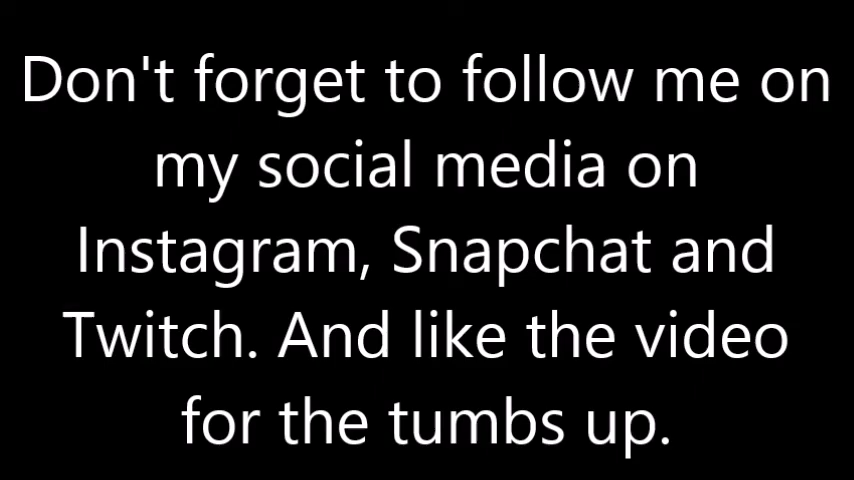 Don't forget to follow me on
my social media on
Instagram, Snapchat and
Twitch. And like the video
for the tumbs up.